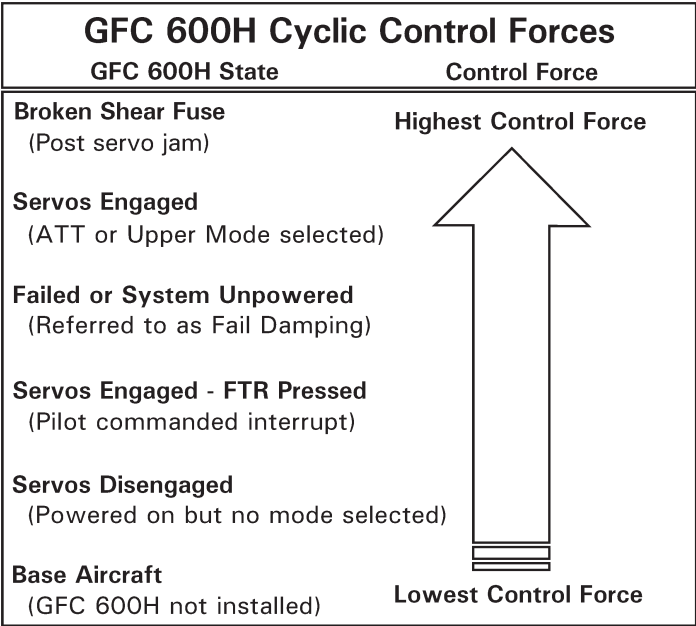 GFC 600H Cyclic Control Forces
GFC 600H State
Control Force
Broken Shear Fuse
(Post servo jam)
Highest Control Force
Servos Engaged
(ATT or Upper Mode selected)
Failed or System Unpowered
(Referred to as Fail Damping)
Servos Engaged - FTR Pressed
(Pilot commanded interrupt)
Servos Disengaged
(Powered on but no mode selected)
Base Aircraft
(GFC 600H not installed)
Lowest Control Force